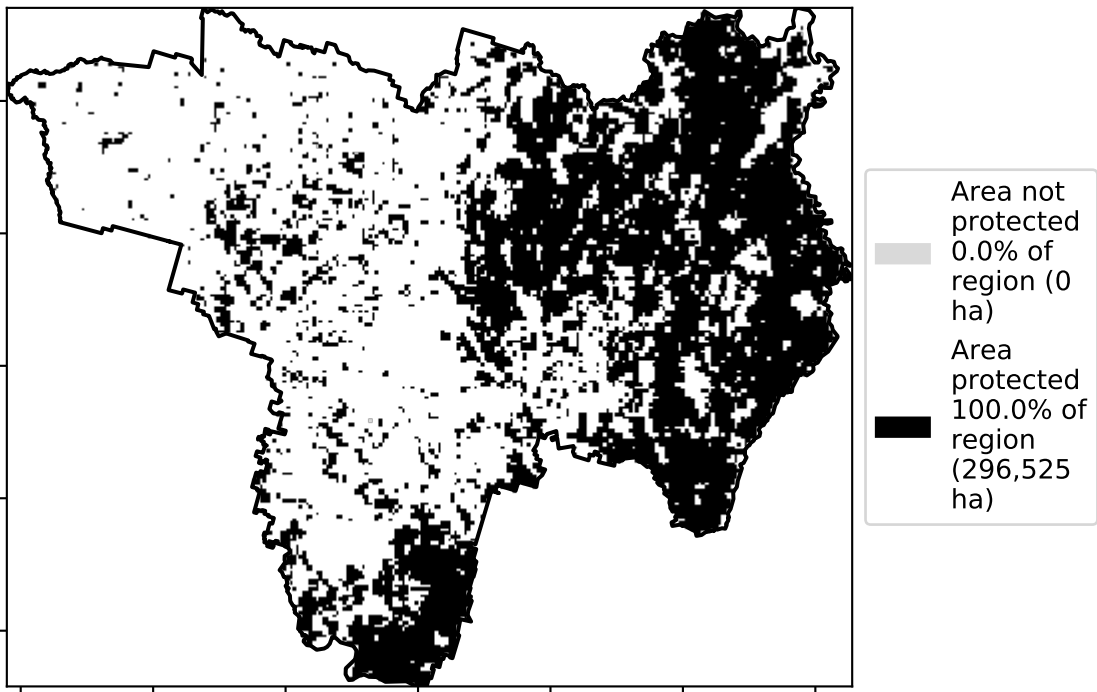 Area not
protected
0.0% of
region (0
ha)
Area
protected
100.0% of
region
(296,525
ha)